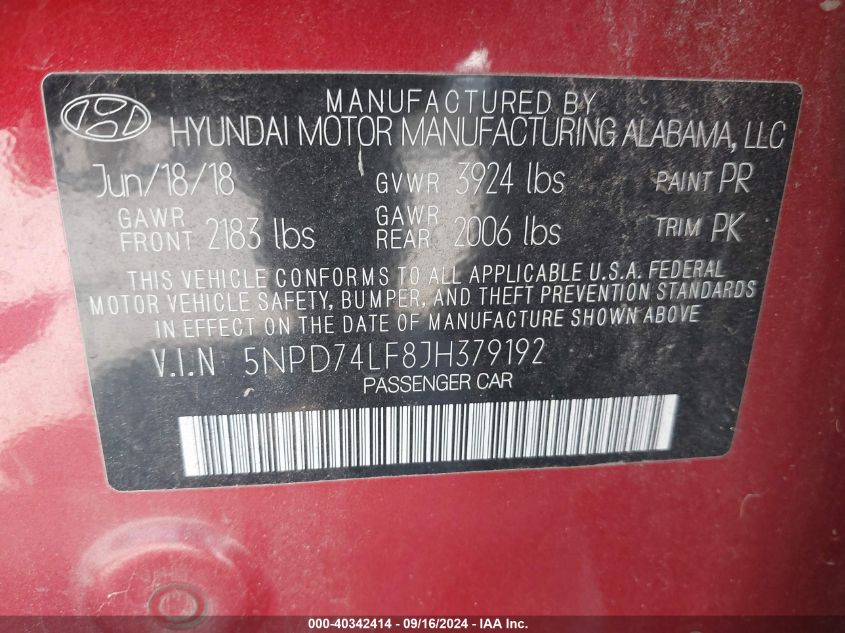 MANUFACTURED BY
HYUNDAI MOTOR MANUFACTURING ALABAMA, LLC
Jun/18/18 GVWR 3924 lbs PAINT PR
GAWR FRONT 2183 lbs GAWR REAR 2006 lbs TRIM PK
THIS VEHICLE CONFORMS TO ALL APPLICABLE U.S.A. FEDERAL
MOTOR VEHICLE SAFETY, BUMPER, AND THEFT PREVENTION STANDARDS
IN EFFECT ON THE DATE OF MANUFACTURE SHOWN ABOVE
V.I.N 5NPD74LF8JH379192
PASSENGER CAR
000-40342414 - 09/16/2024 - IAA Inc.